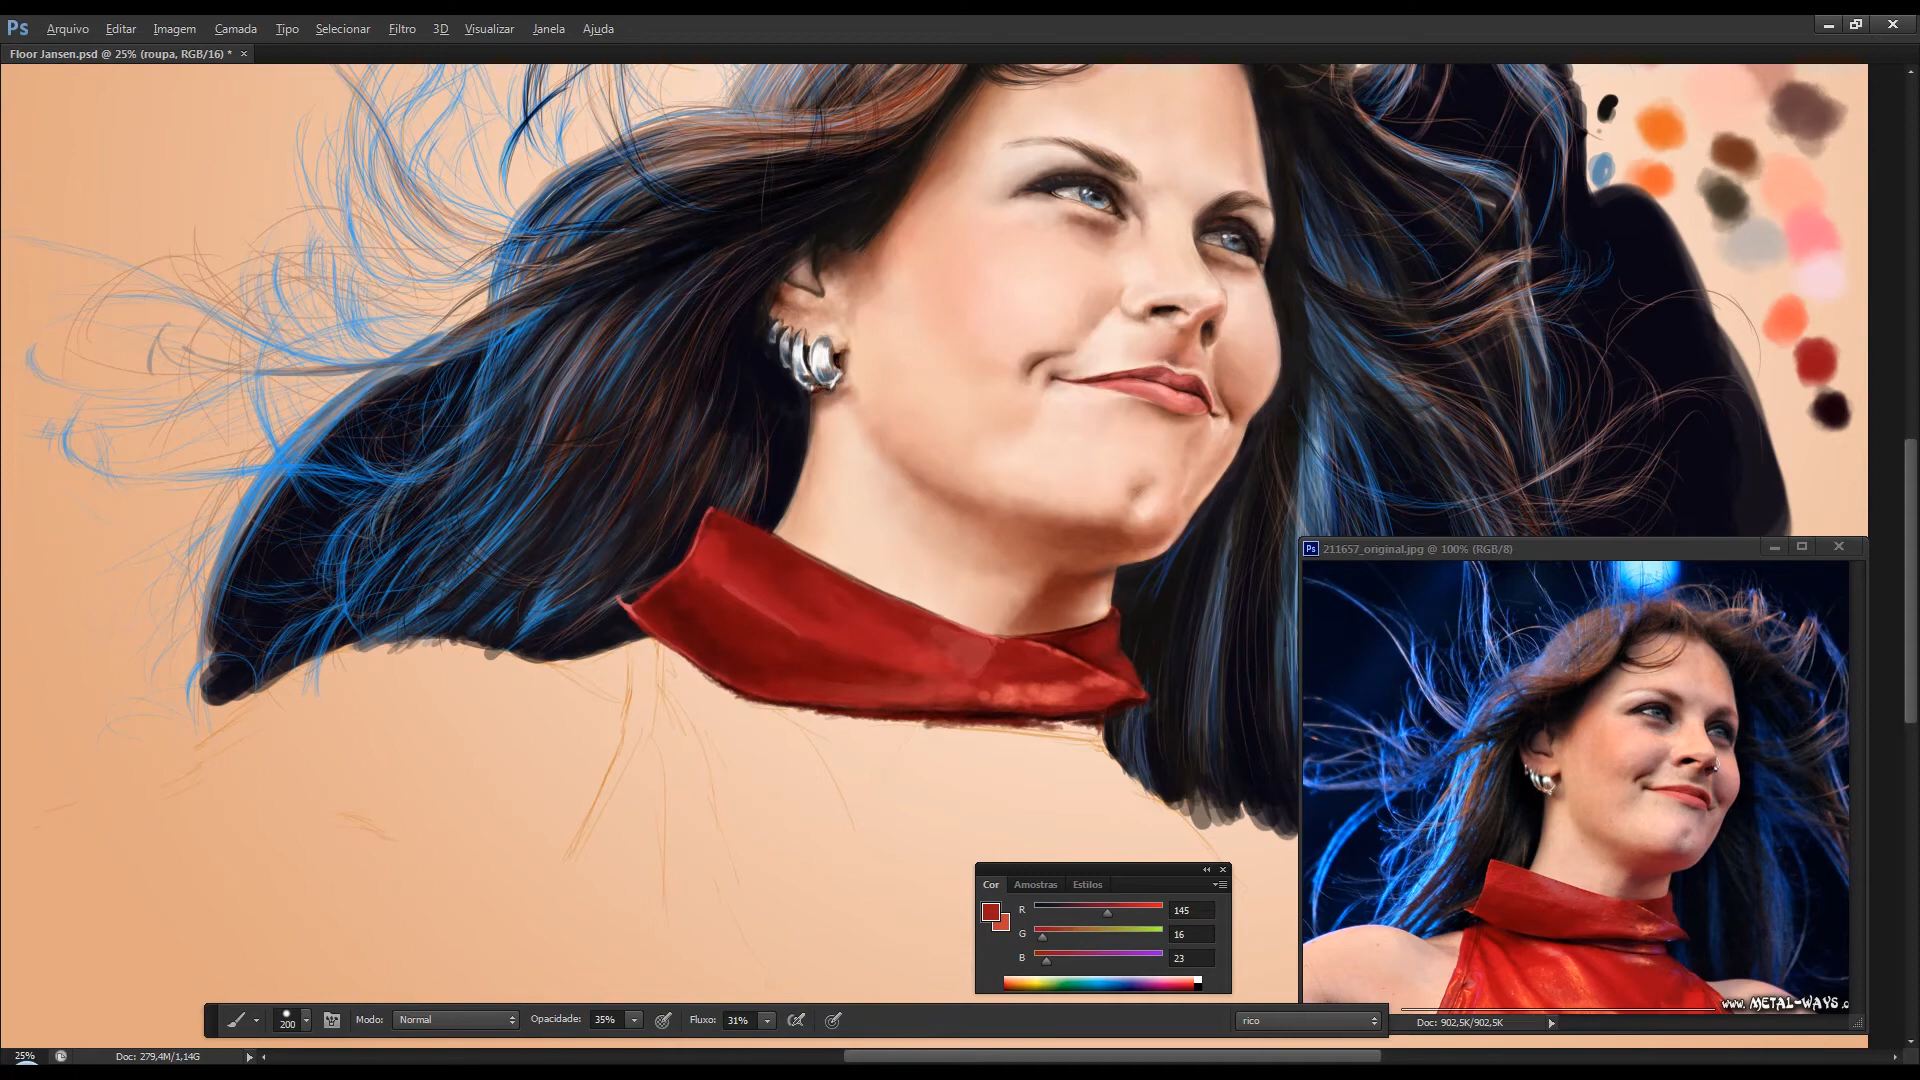 Ps Arquivo Editar Imagem Camada Tipo Selecionar Filtro 3D Visualizar Janela Ajuda
Floor Jansen.psd @ 25% (roupa, RGB/16) * ×
Ps 211657_original.jpg @ 100% (RGB/8)
Cor Amostras Estilos
R 145
G 16
B 23
www. METAL-WAYS.
200 Modo: Normal Opacidade: 35% Fluxo: 31% rico
Doc: 902,5K/902,5K
25% Doc: 279,4M/1,14G